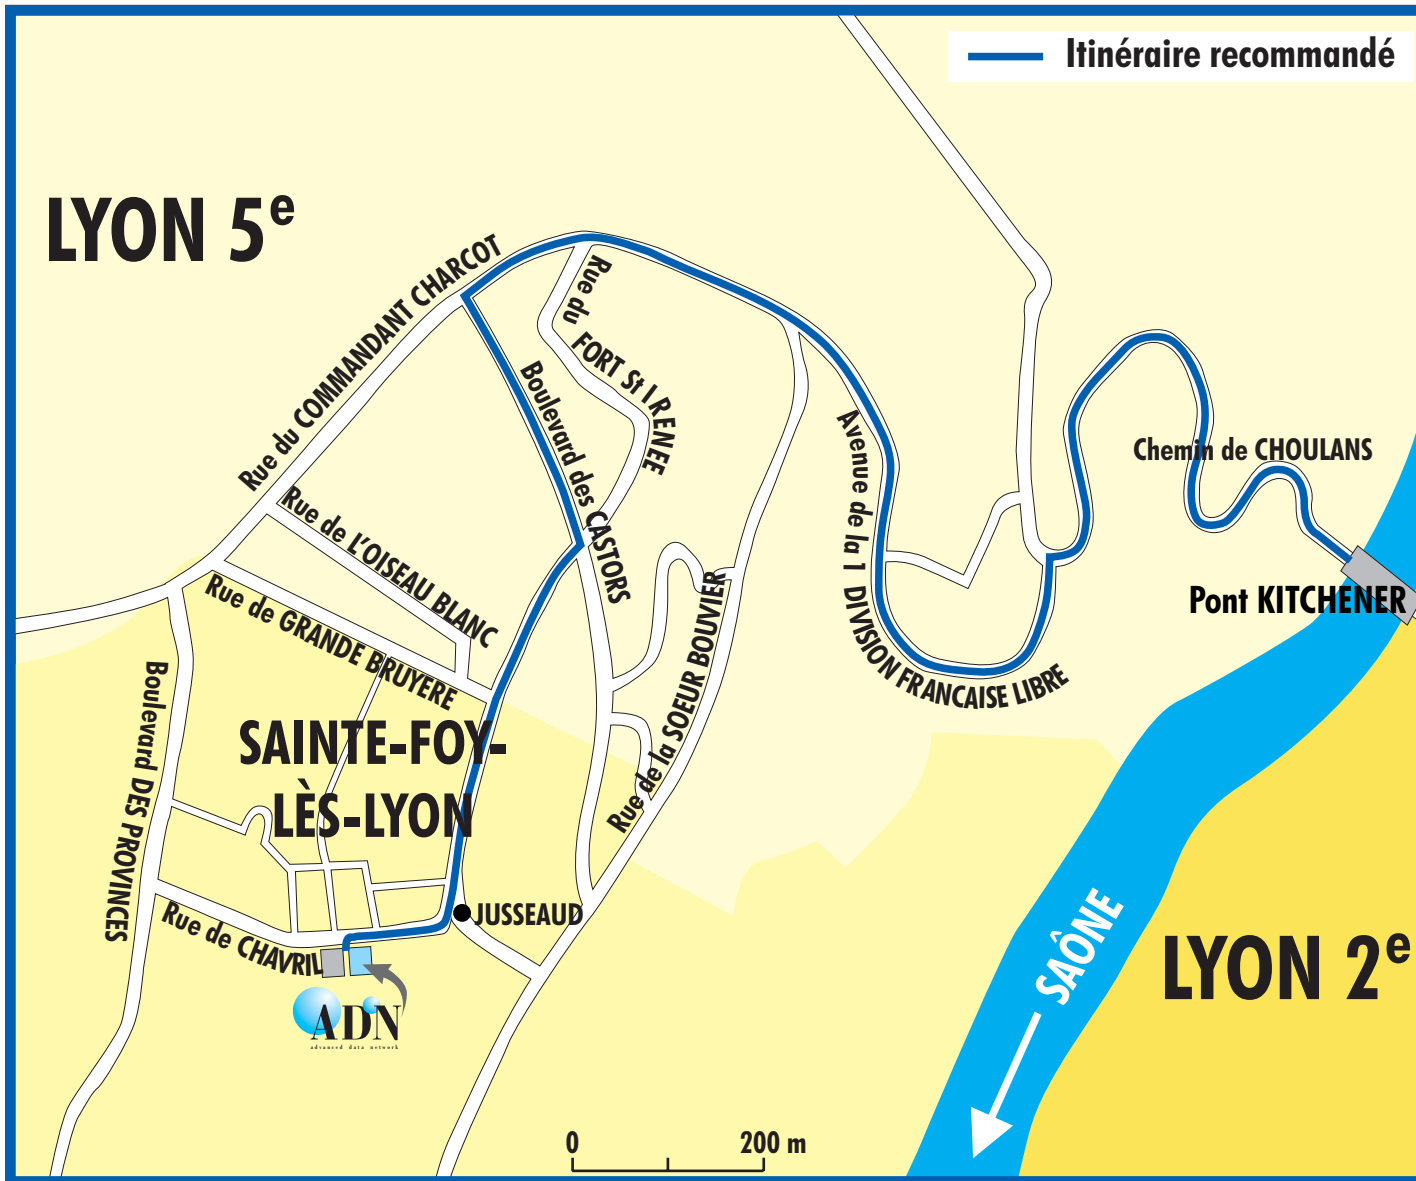 Itinéraire recommandé
LYON 5e
Rue du COMMANDANT CHARCOT
Rue du
FORT St IRENEE
Boulevard des CASTORS
Avenue de la 1 DIVISION FRANCAISE LIBRE
Chemin de CHOULANS
Pont KITCHENER
Rue de L'OISEAU BLANC
Rue de GRANDE BRUYERE
Rue de la SOEUR BOUVIER
Boulevard DES PROVINCES
SAINTE-FOY-
LÈS-LYON
JUSSEAUD
Rue de CHAVRIL
ADN
advanced data network
SAÔNE
LYON 2e
0 200 m